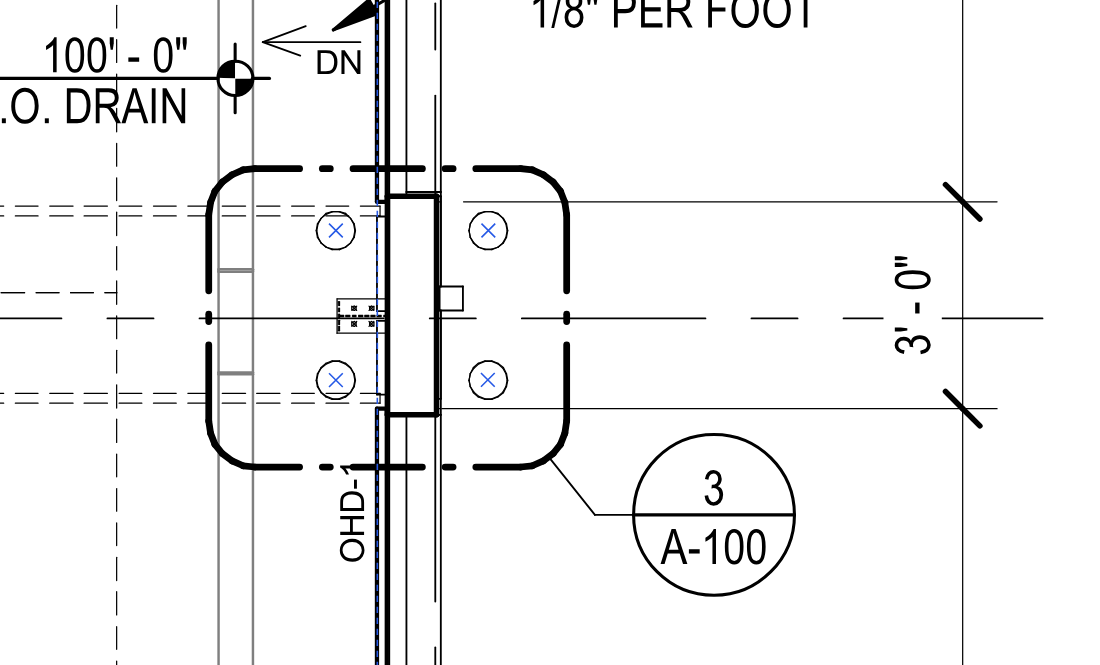 1/8" PER FOOT
100' - 0"
.O. DRAIN
DN
3' - 0"
OHD-1
3
A-100